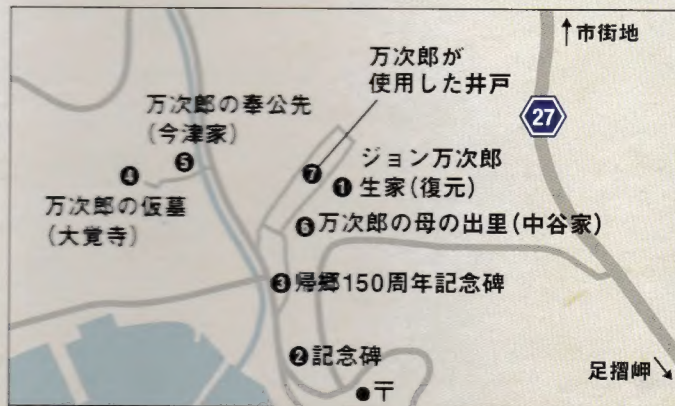 ↑市街地
万次郎が
使用した井戸
27
万次郎の奉公先
(今津家)
❺
❹
万次郎の仮墓
(大覚寺)
❼
ジョン万次郎
❶生家(復元)
❻万次郎の母の出里(中谷家)
❸帰郷150周年記念碑
❷記念碑
●〒
足摺岬↘